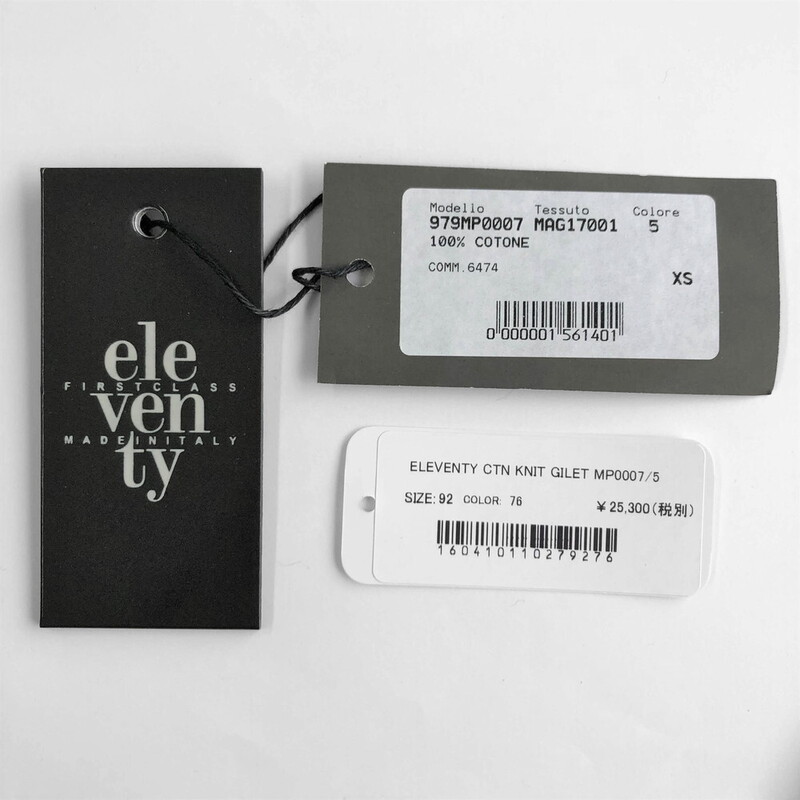 ele
FIRSTCLASS
ven
MADEINITALY
ty
Modello Tessuto Colore
979MP0007 MAG17001 5
100% COTONE
COMM.6474
XS
0 000001 561401
ELEVENTY CTN KNIT GILET MP0007/5
SIZE: 92 COLOR: 76 ¥25,300(税別)
160410110279276